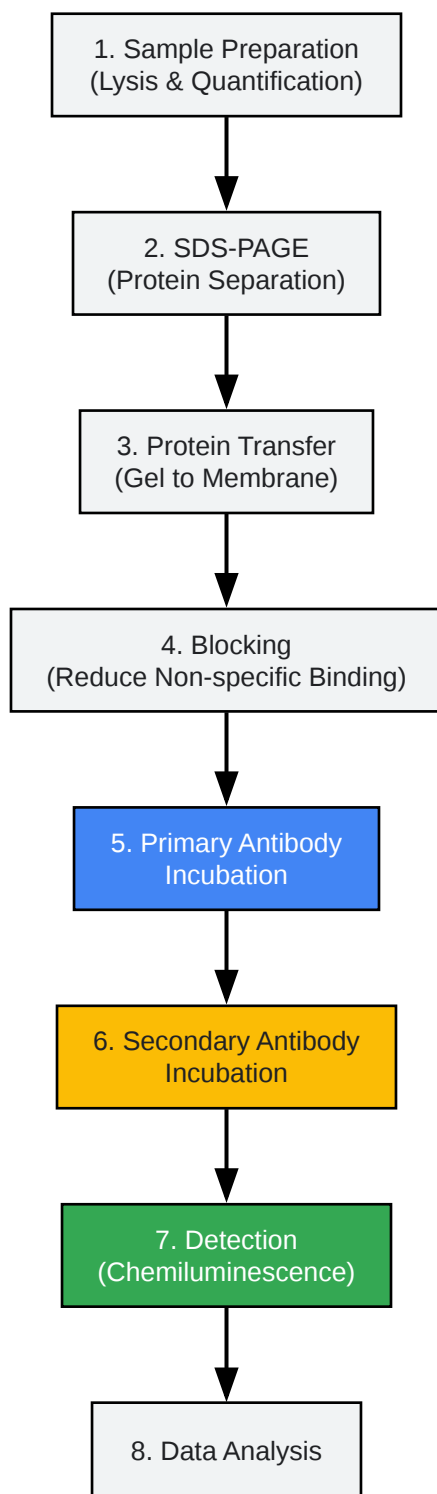 1. Sample Preparation
(Lysis & Quantification)
2. SDS-PAGE
(Protein Separation)
3. Protein Transfer
(Gel to Membrane)
4. Blocking
(Reduce Non-specific Binding)
5. Primary Antibody
Incubation
6. Secondary Antibody
Incubation
7. Detection
(Chemiluminescence)
8. Data Analysis